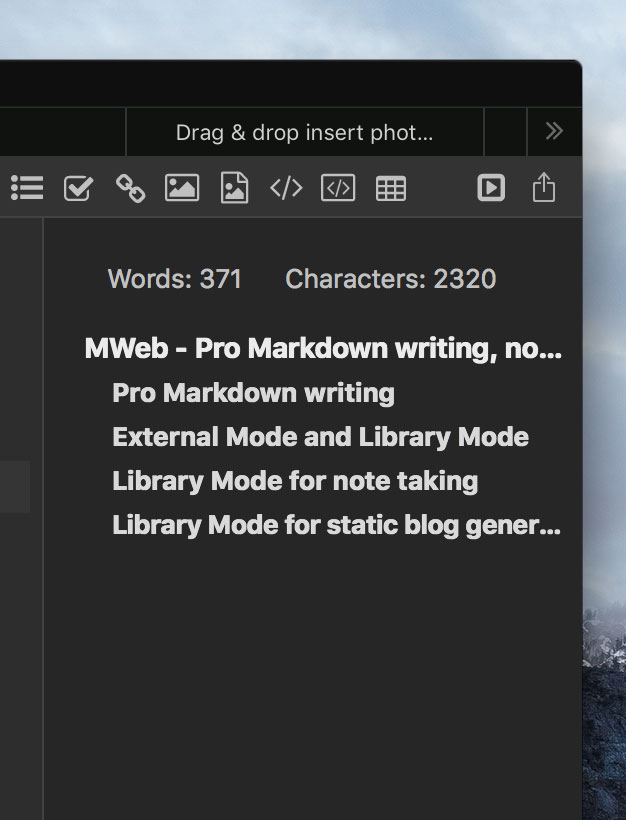 Drag & drop insert phot...
Words: 371 Characters: 2320
MWeb - Pro Markdown writing, no...
Pro Markdown writing
External Mode and Library Mode
Library Mode for note taking
Library Mode for static blog gener...